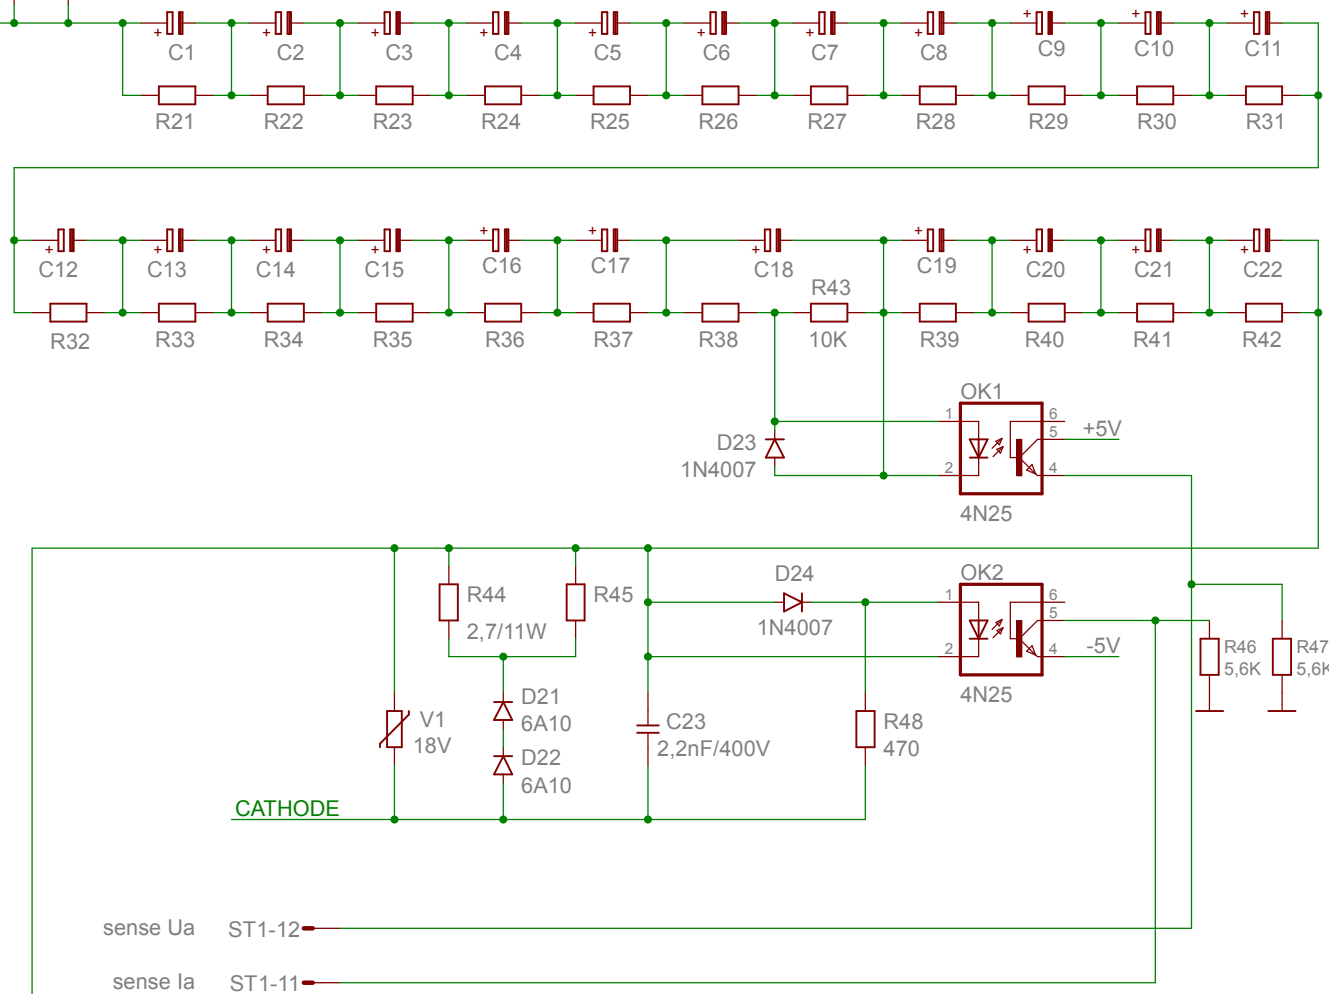 + + + + + + + + + + +
C1 C2 C3 C4 C5 C6 C7 C8 C9 C10 C11
R21 R22 R23 R24 R25 R26 R27 R28 R29 R30 R31
+ + + + + + + + + + +
C12 C13 C14 C15 C16 C17 C18 C19 C20 C21 C22
R43
R32 R33 R34 R35 R36 R37 R38 10K R39 R40 R41 R42
OK1
1 6
5 +5V
D23
1N4007
2 4
4N25
D24 OK2
1 6
R44 R45
1N4007 5
2,7/11W
2 4 -5V
R46 R47
5,6K 5,6K
4N25
D21
6A10
V1 C23 R48
18V 2,2nF/400V 470
D22
6A10
CATHODE
sense Ua ST1-12
sense Ia ST1-11